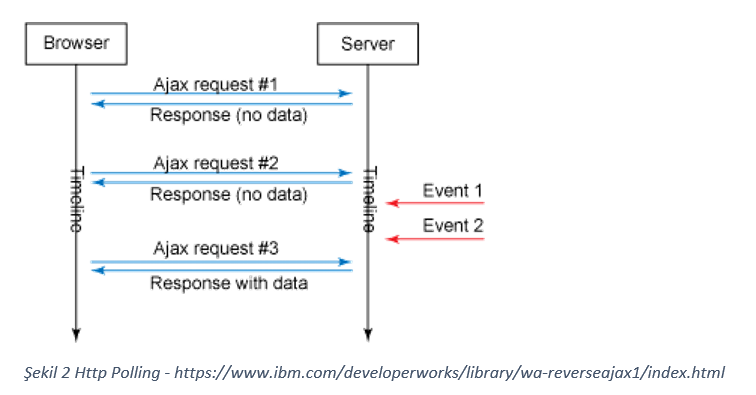 Browser
Server
Ajax request #1
Response (no data)
Ajax request #2
Response (no data)
Timeline
Timeline
Event 1
Event 2
Ajax request #3
Response with data
Şekil 2 Http Polling - https://www.ibm.com/developerworks/library/wa-reverseajax1/index.html